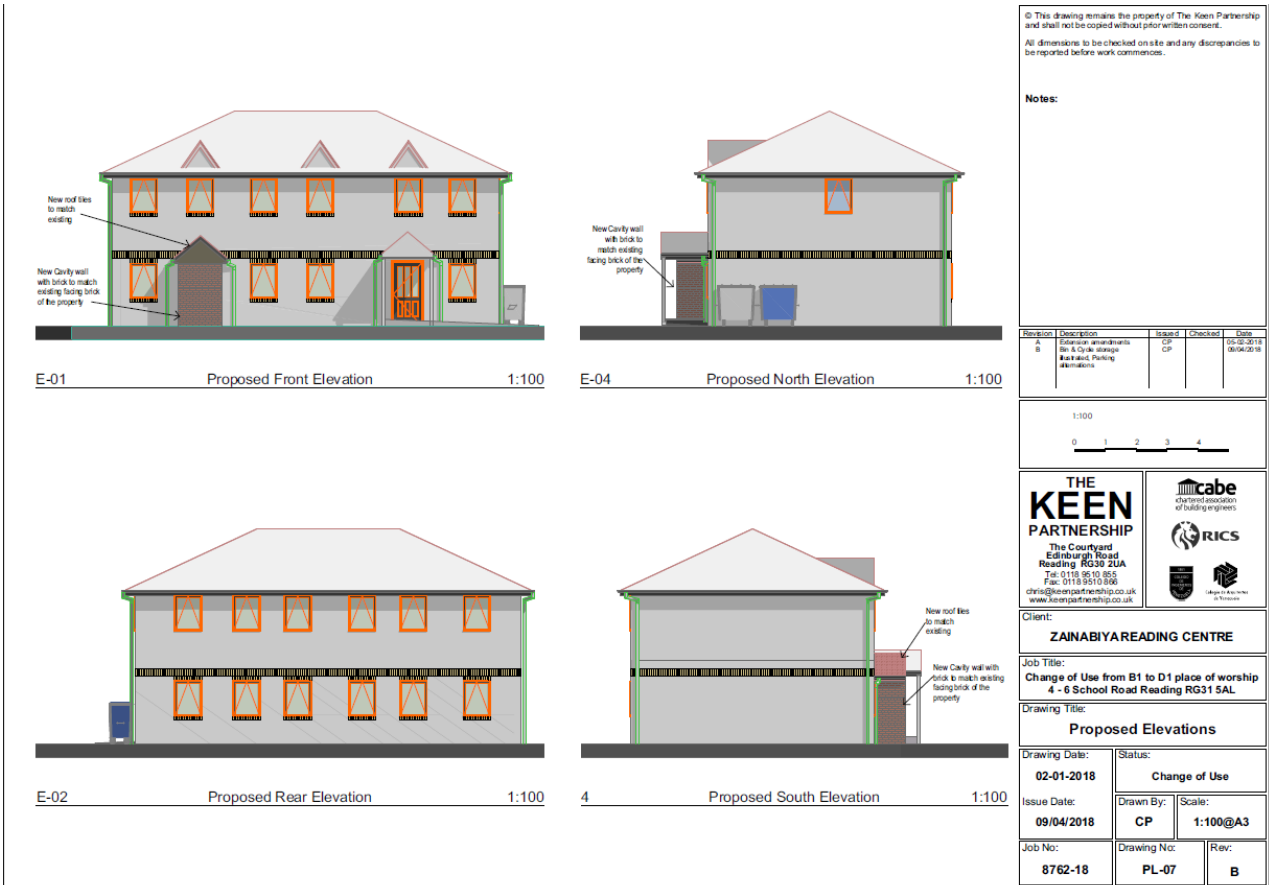 New roof tiles
to match
existing
New Cavity wall
with brick to match
existing facing brick
of the property
E-01 Proposed Front Elevation 1:100
New Cavity wall
with brick to
match existing
facing brick of the
property
E-04 Proposed North Elevation 1:100
E-02 Proposed Rear Elevation 1:100
New roof tiles
to match
existing
New Cavity wall with
brick to match existing
facing brick of the
property
4 Proposed South Elevation 1:100
© This drawing remains the property of The Keen Partnership
and shall not be copied without prior written consent.
All dimensions to be checked on site and any discrepancies to
be reported before work commences.
Notes:
Revision Description Issued Checked Date
A Extension amendments CP 05-02-2018
B Bin & Cycle storage CP 09/04/2018
illustrated, Parking
1:100
0 1 2 3 4
THE
KEEN
PARTNERSHIP
The Courtyard
Edinburgh Road
Reading RG30 2UA
Tel: 0118 9510 855
Fax: 0118 9510 866
chris@keenpartnership.co.uk
www.keenpartnership.co.uk
cabe
chartered association
of building engineers
RICS
Client:
ZAINABIYA READING CENTRE
Job Title:
Change of Use from B1 to D1 place of worship
4 - 6 School Road Reading RG31 5AL
Drawing Title:
Proposed Elevations
Drawing Date: Status:
02-01-2018 Change of Use
Issue Date: Drawn By: Scale:
09/04/2018 CP 1:100@A3
Job No: Drawing No: Rev:
8762-18 PL-07 B